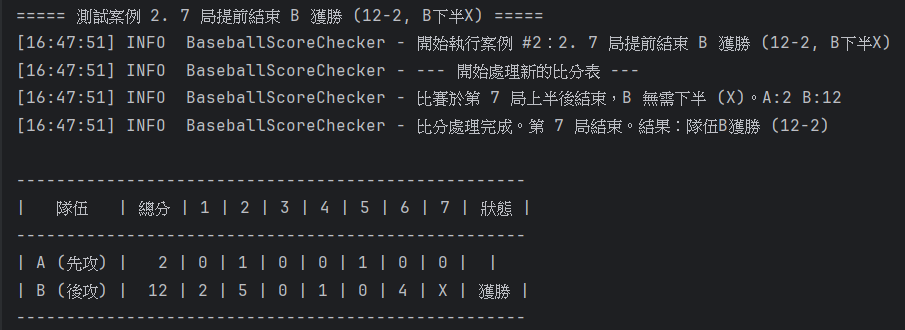 ===== 測試案例 2. 7 局提前結束 B 獲勝 (12-2, B下半X) =====
[16:47:51] INFO  BaseballScoreChecker - 開始執行案例 #2：2. 7 局提前結束 B 獲勝 (12-2, B下半X)
[16:47:51] INFO  BaseballScoreChecker - --- 開始處理新的比分表 ---
[16:47:51] INFO  BaseballScoreChecker - 比賽於第 7 局上半後結束，B 無需下半 (X)。A:2 B:12
[16:47:51] INFO  BaseballScoreChecker - 比分處理完成。第 7 局結束。結果：隊伍B獲勝 (12-2)
---------------------------------------------------
|   隊伍   | 總分 | 1 | 2 | 3 | 4 | 5 | 6 | 7 | 狀態 |
---------------------------------------------------
| A (先攻) |   2 | 0 | 1 | 0 | 0 | 1 | 0 | 0 |  |
| B (後攻) |  12 | 2 | 5 | 0 | 1 | 0 | 4 | X | 獲勝 |
---------------------------------------------------